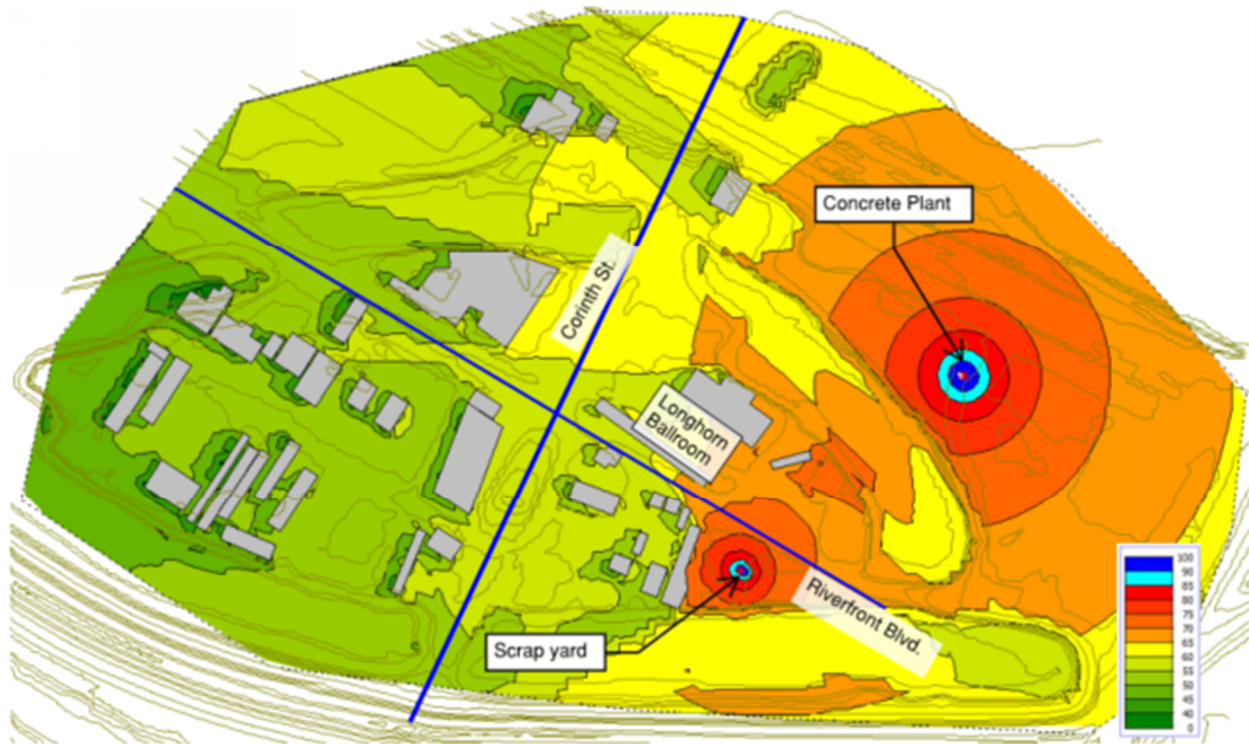 Concrete Plant
Corinth St.
Longhorn
Ballroom
Riverfront Blvd.
Scrap yard
100
90
85
80
75
70
65
60
55
50
45
40
0